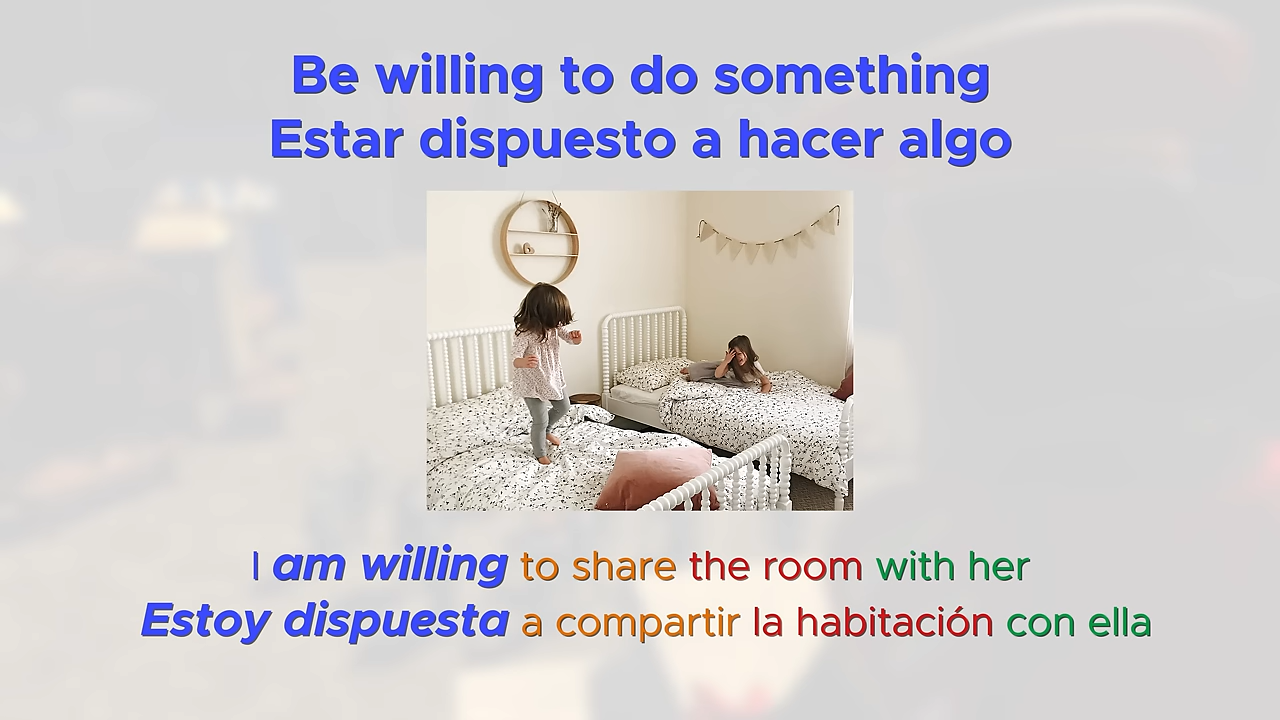 Be willing to do something
Estar dispuesto a hacer algo
I am willing to share the room with her
Estoy dispuesta a compartir la habitación con ella